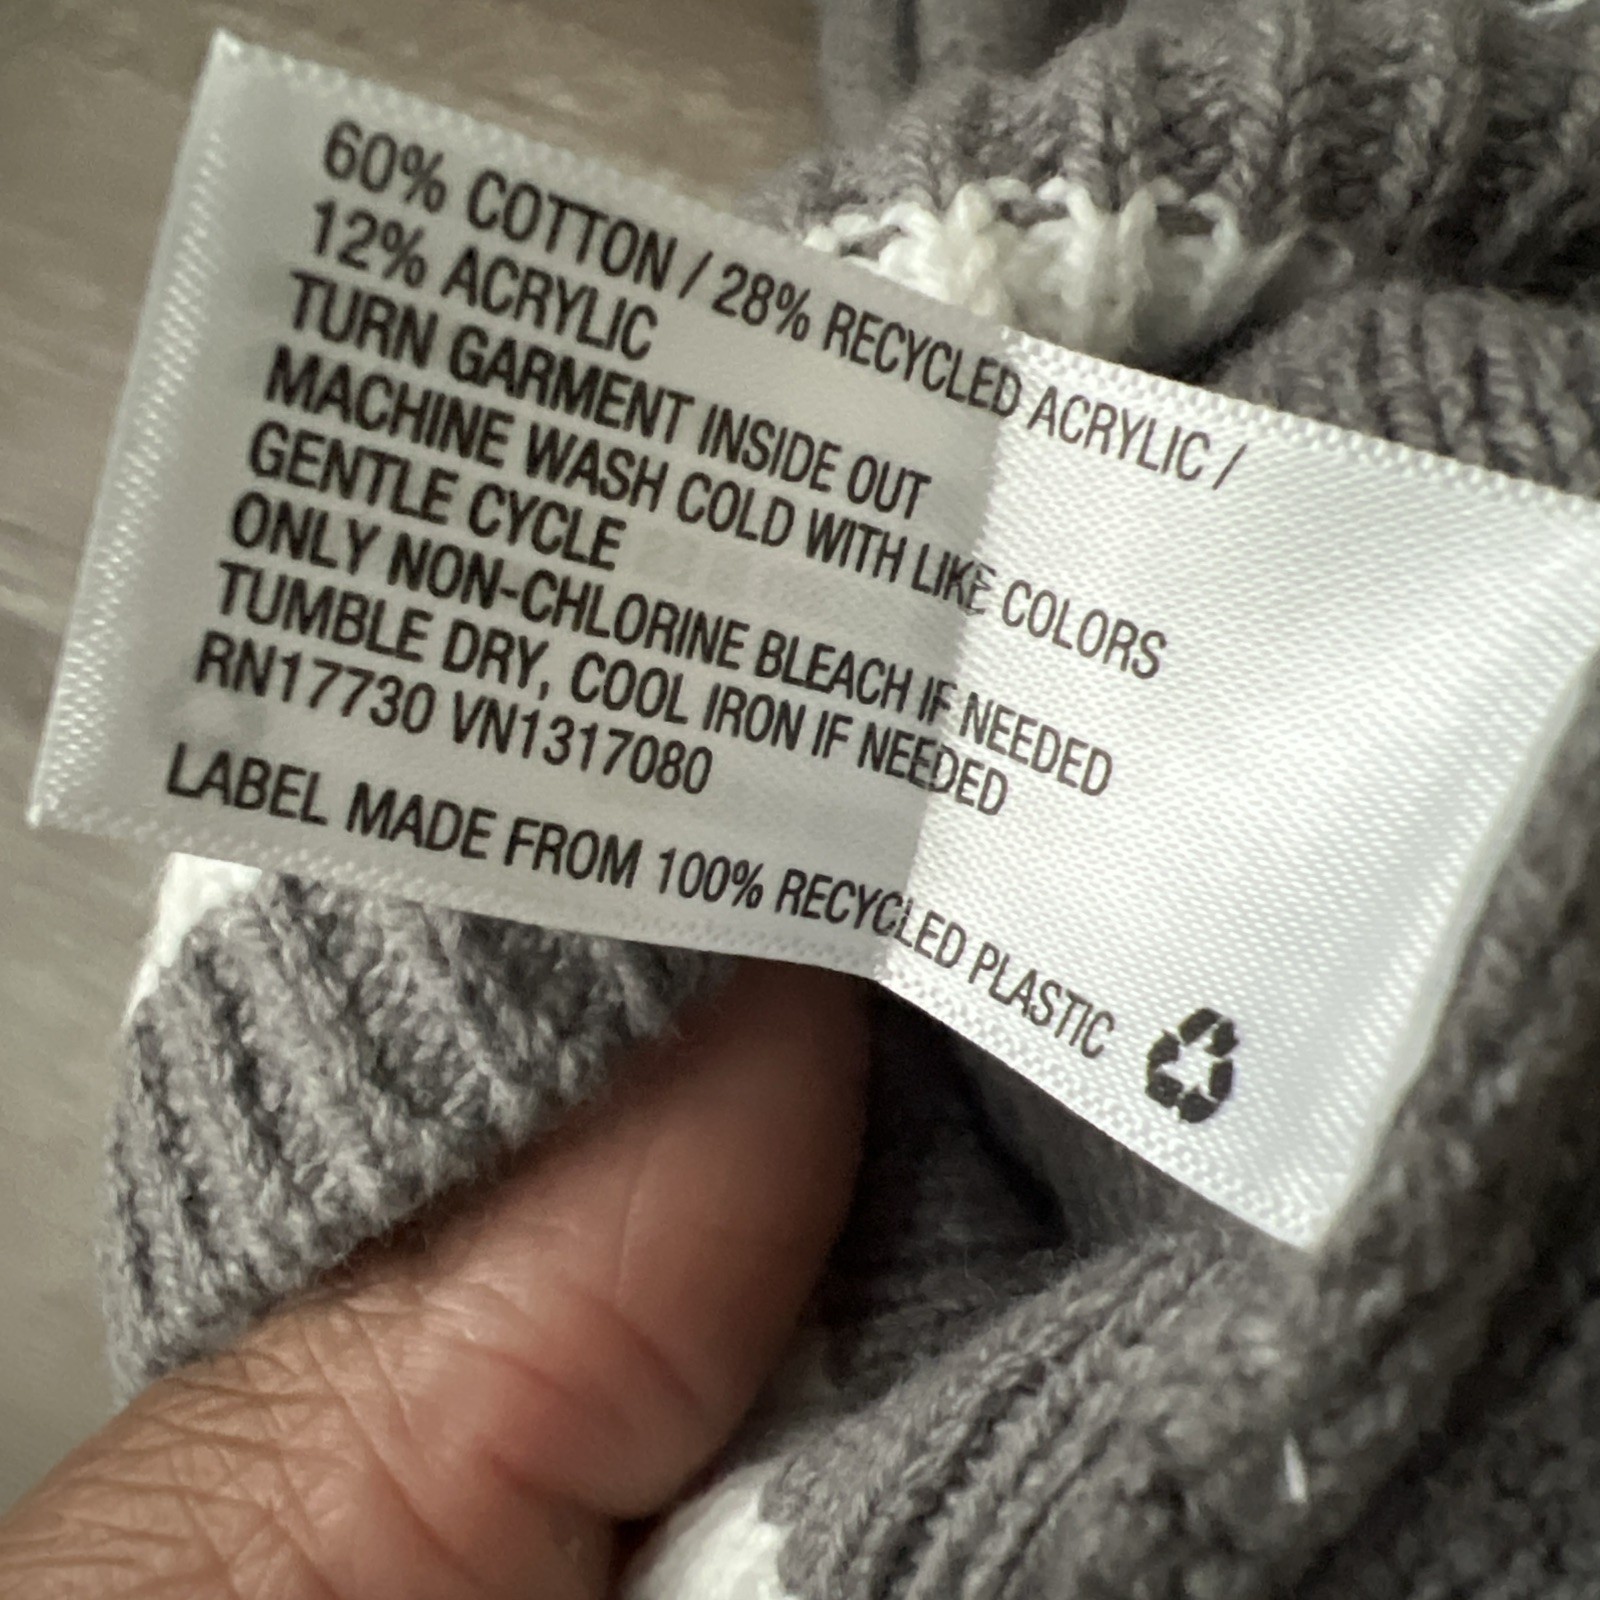 60% COTTON / 28% RECYCLED ACRYLIC /
12% ACRYLIC
TURN GARMENT INSIDE OUT
MACHINE WASH COLD WITH LIKE COLORS
GENTLE CYCLE
ONLY NON-CHLORINE BLEACH IF NEEDED
TUMBLE DRY, COOL IRON IF NEEDED
RN17730 VN1317080
LABEL MADE FROM 100% RECYCLED PLASTIC